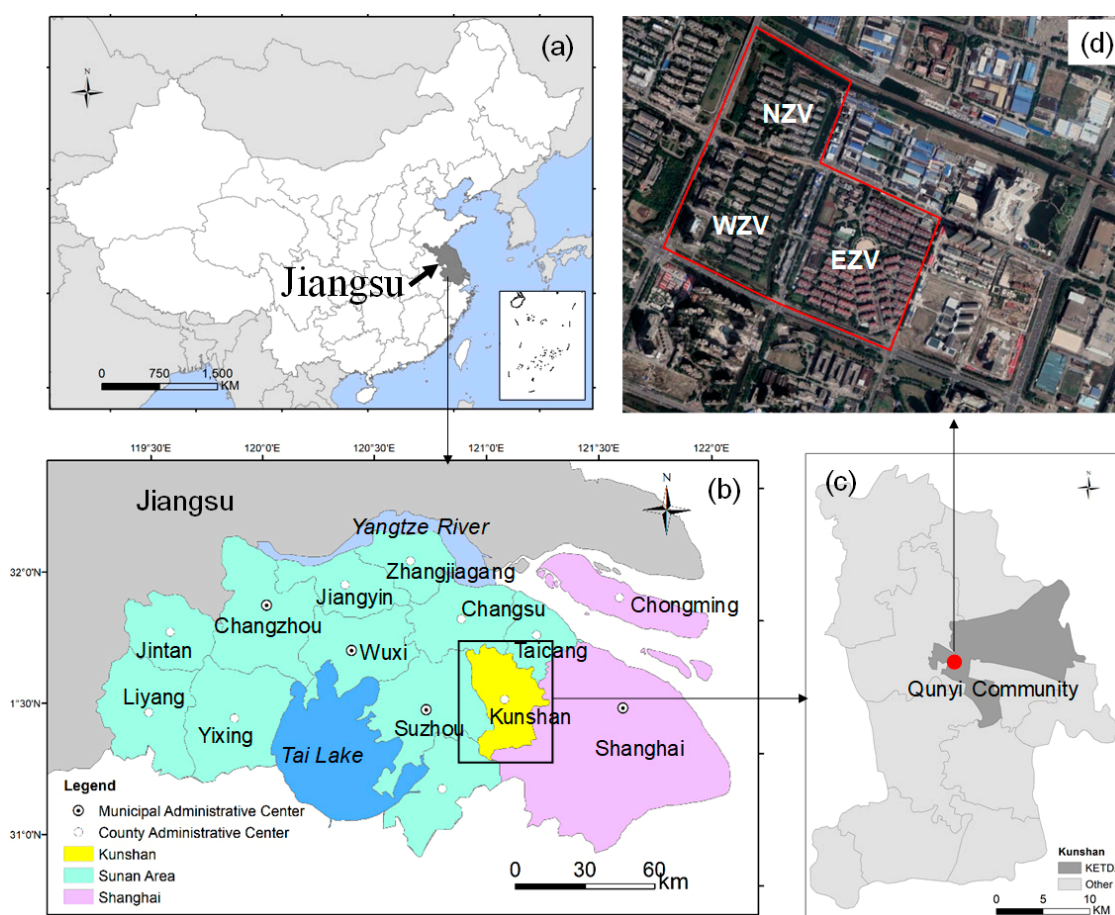 (a)
N
Jiangsu
0 750 1,500
KM
(d)
NZV
WZV
EZV
119°30'E 120°0'E 120°30'E 121°0'E 121°30'E 122°0'E
(b)
N
Jiangsu
Yangtze River
32°0'N
Zhangjiagang
Jiangyin
Chongming
Changsu
Changzhou
Jintan
Wuxi
Taicang
Liyang
1°30'N
Kunshan
Suzhou
Yixing
Shanghai
Tai Lake
31°0'N
Legend
Municipal Administrative Center
County Administrative Center
Kunshan
Sunan Area
Shanghai
0 30 60
km
(c)
N
Qunyi Community
Kunshan
KETD
Other
0 5 10
KM